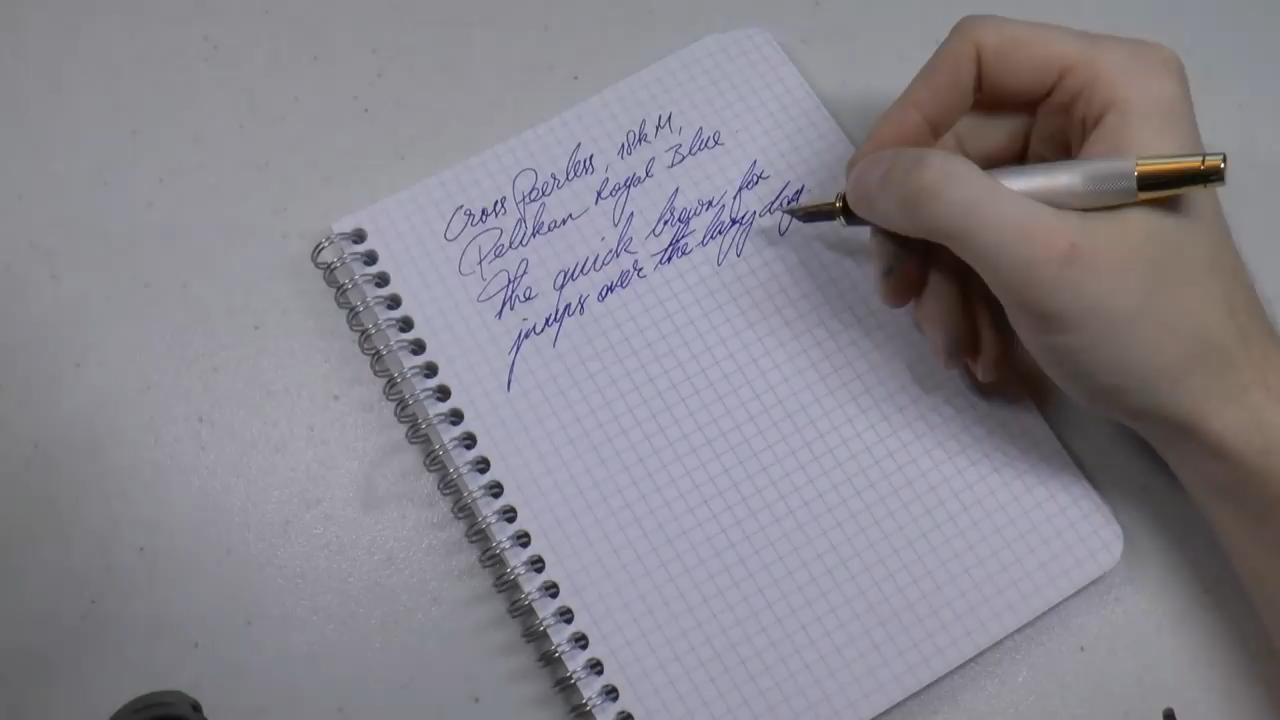 Cross Peerless, 18k M,
Pelikan Royal Blue
The quick brown fox
jumps over the lazy dog.